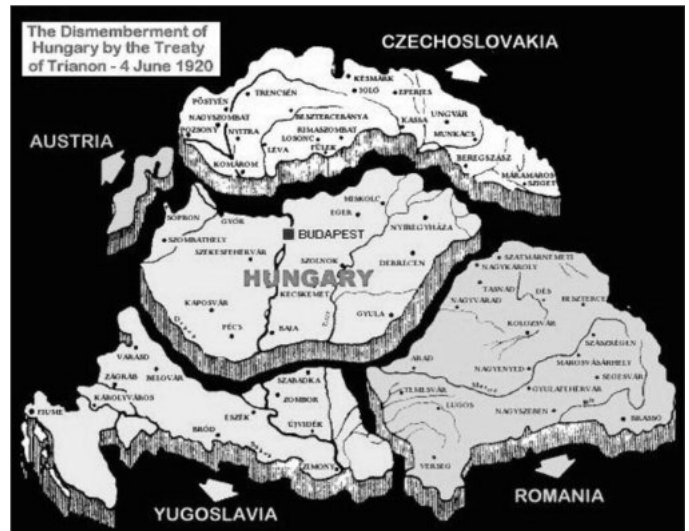 The Dismemberment of
Hungary by the Treaty
of Trianon - 4 June 1920
CZECHOSLOVAKIA
AUSTRIA
KÉSMÁRK
IGLÓ
EPERJES
TRENCSÉN
PÖSTYÉN
NAGYSZOMBAT
BESZTERCEBÁNYA
UNGVÁR
KASSA
POZSONY
NYITRA
RIMASZOMBAT
LOSONC
MUNKÁCS
LÉVA
FÜLEK
BEREGSZÁSZ
KOMÁROM
MÁRAMAROS
SZIGET
MISKOLC
EGER
SOPRON
GYŐR
NYÍREGYHÁZA
BUDAPEST
SZOMBATHELY
SZÉKESFEHÉRVÁR
SZOLNOK
DEBRECEN
HUNGARY
KECSKEMÉT
KAPOSVÁR
GYULA
PÉCS
BAJA
SZATMÁRNÉMETI
NAGYKÁROLY
TASNÁD
DÉS
NAGYVÁRAD
BESZTERCE
KOLOZSVÁR
SZÁSZRÉGEN
MAROSVÁSÁRHELY
ARAD
NAGYENYED
SEGESVÁR
Maros
GYULAFEHÉRVÁR
TEMESVÁR
LUGOS
NAGYSZEBEN
BRASSÓ
VERSEC
VARASD
ZÁGRÁB
BELOVÁR
SZABADKA
KÁROLYVÁROS
ZOMBOR
FIUME
ESZÉK
ÚJVIDÉK
BRÓD
ZIMONY
YUGOSLAVIA
ROMANIA